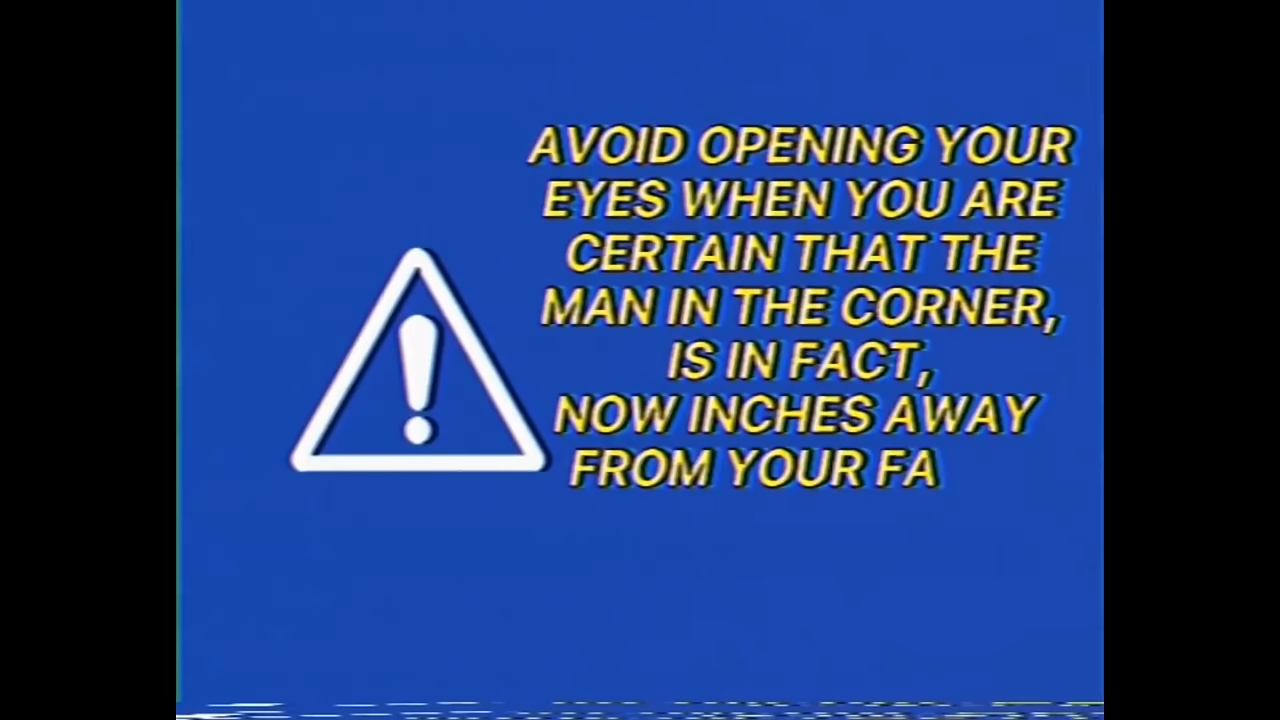 AVOID OPENING YOUR
EYES WHEN YOU ARE
CERTAIN THAT THE
MAN IN THE CORNER,
IS IN FACT,
NOW INCHES AWAY
FROM YOUR FA